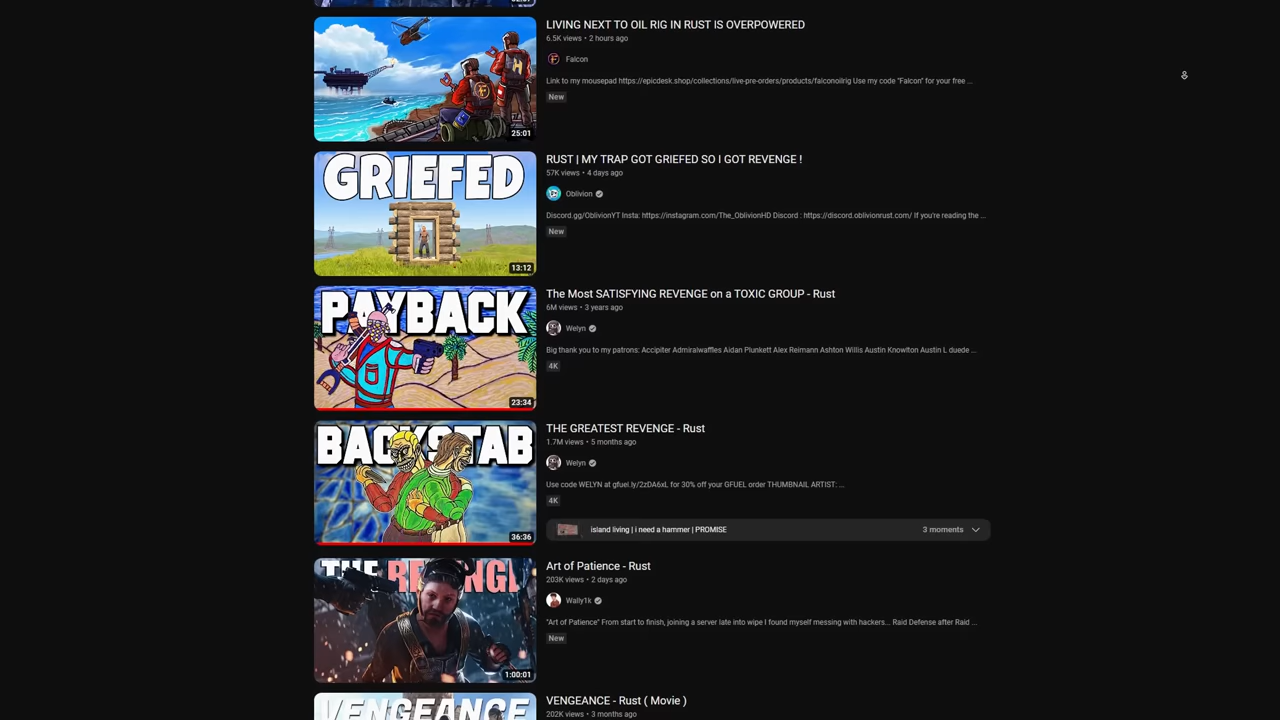 LIVING NEXT TO OIL RIG IN RUST IS OVERPOWERED
6.5K views • 2 hours ago
F
Falcon
Link to my mousepad https://epicdesk.shop/collections/live-pre-orders/products/falconoilrig Use my code "Falcon" for your free ...
New
F
H
25:01
GRIEFED
RUST | MY TRAP GOT GRIEFED SO I GOT REVENGE !
57K views • 4 days ago
Oblivion
Discord.gg/OblivionYT Insta: https://instagram.com/The_OblivionHD Discord : https://discord.oblivionrust.com/ If you're reading the ...
New
13:12
PAYBACK
The Most SATISFYING REVENGE on a TOXIC GROUP - Rust
6M views • 3 years ago
Welyn
Big thank you to my patrons: Accipiter Admiralwaffles Aidan Plunkett Alex Reimann Ashton Willis Austin Knowlton Austin L duede ...
4K
23:34
BACKSTAB
THE GREATEST REVENGE - Rust
1.7M views • 5 months ago
Welyn
Use code WELYN at gfuel.ly/2zDA6xL for 30% off your GFUEL order THUMBNAIL ARTIST: ...
4K
36:36
island living | i need a hammer | PROMISE
3 moments
THE REVENGE
Art of Patience - Rust
203K views • 2 days ago
Wally1k
"Art of Patience" From start to finish, joining a server late into wipe I found myself messing with hackers... Raid Defense after Raid ...
New
1:00:01
VENGEANCE
VENGEANCE - Rust ( Movie )
202K views • 3 months ago